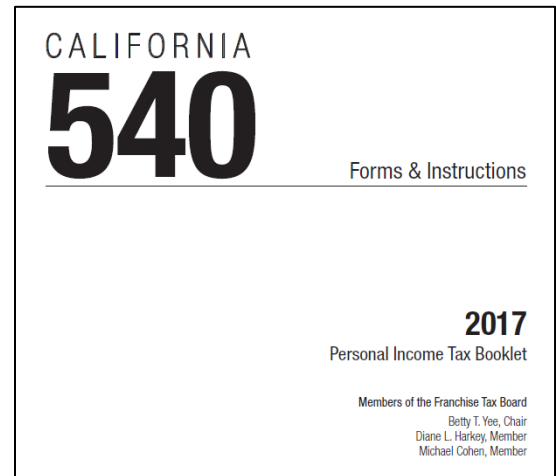 CALIFORNIA
540
Forms & Instructions
2017
Personal Income Tax Booklet
Members of the Franchise Tax Board
Betty T. Yee, Chair
Diane L. Harkey, Member
Michael Cohen, Member